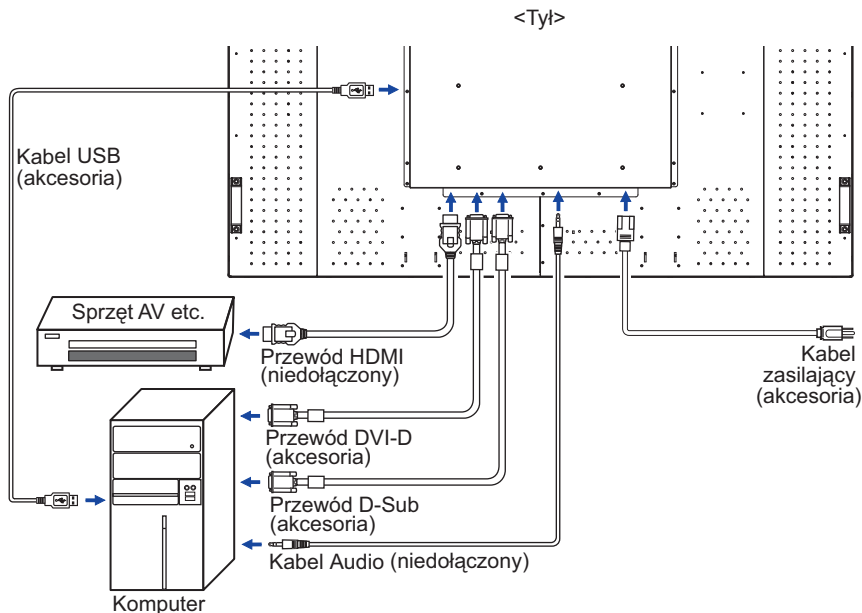 <Tył>
Kabel USB
(akcesoria)
Sprzęt AV etc.
Przewód HDMI
(niedołączony)
Kabel
zasilający
(akcesoria)
Przewód DVI-D
(akcesoria)
Przewód D-Sub
(akcesoria)
Kabel Audio (niedołączony)
Komputer